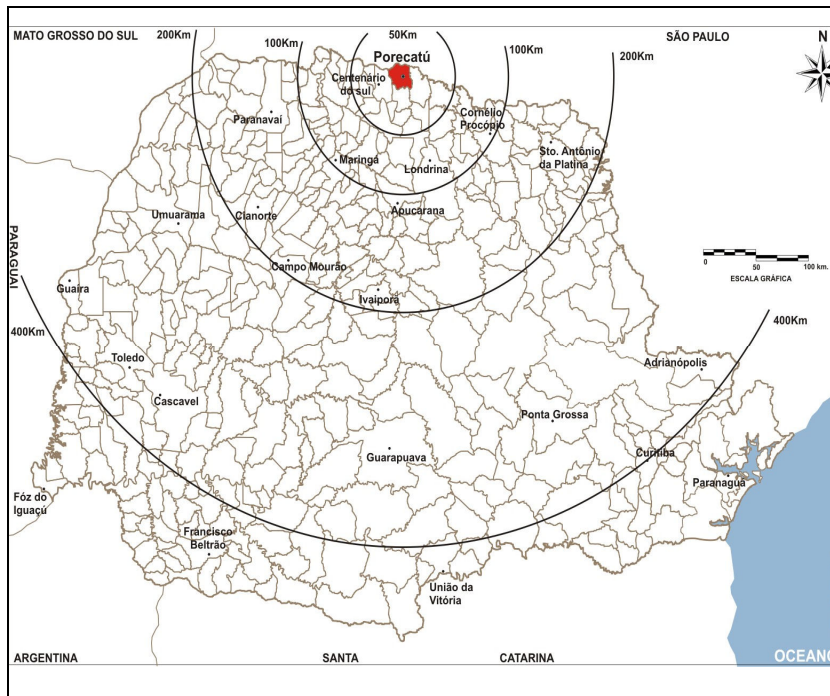 MATO GROSSO DO SUL
200Km
50Km
SÃO PAULO
N
100Km
Porecatú
100Km
200Km
Centenário
do sul
Paranavaí
Cornélio
Procópio
Maringá
Londrina
Sto. Antônio
da Platina
Apucarana
Umuarama
Cianorte
PARAGUAI
Campo Mourão
0
50
100 km.
ESCALA GRÁFICA
Guaíra
Ivaiporã
400Km
400Km
Toledo
Adrianópolis
Cascavel
Ponta Grossa
Guarapuava
Curitiba
Paranaguá
Fóz do
Iguaçú
Francisco
Beltrão
União da
Vitória
ARGENTINA
SANTA
CATARINA
OCEANO